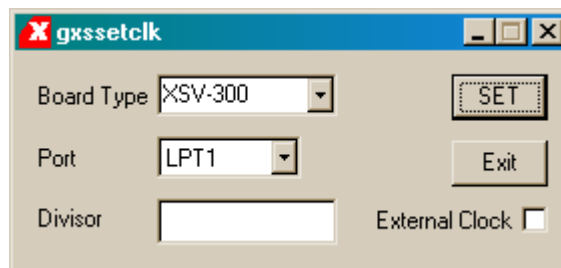 X gxssetclk
Board Type XSV-300 SET
Port LPT1 Exit
Divisor External Clock